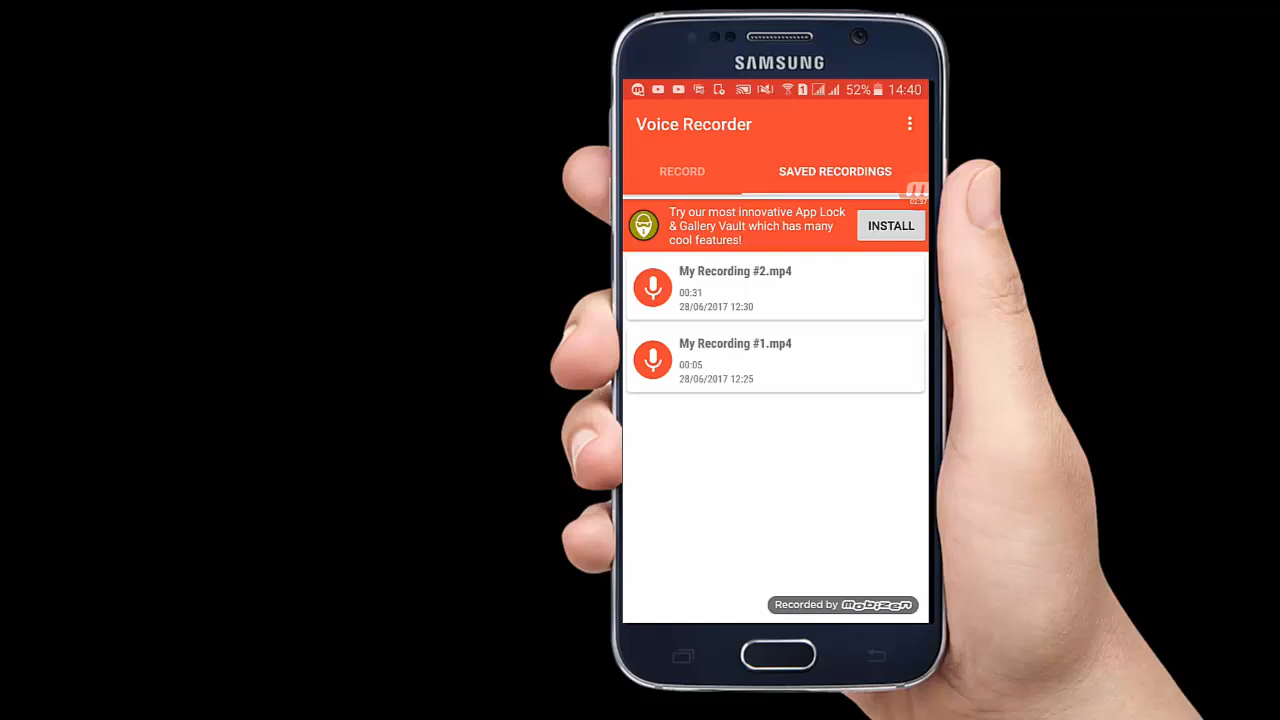 SAMSUNG
52% 14:40
Voice Recorder
RECORD SAVED RECORDINGS
Try our most innovative App Lock
& Gallery Vault which has many
cool features!
INSTALL
My Recording #2.mp4
00:31
28/06/2017 12:30
My Recording #1.mp4
00:05
28/06/2017 12:25
Recorded by mobizen